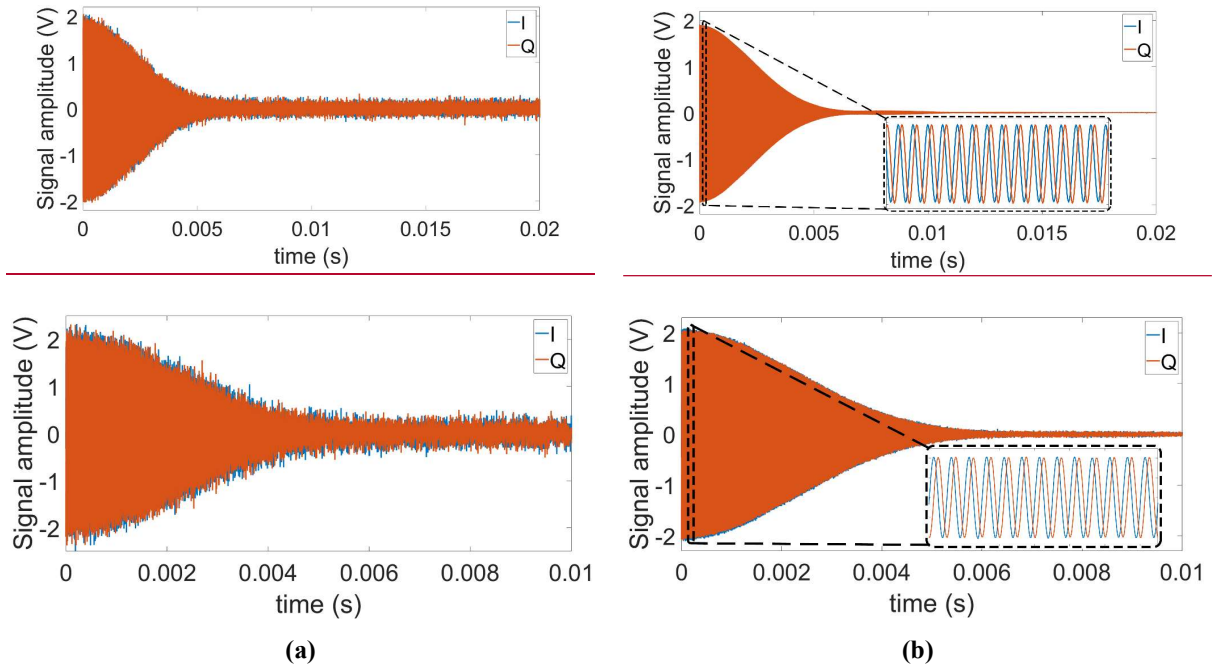 Signal amplitude (V)
2
1
0
-1
-2
0 0.005 0.01 0.015 0.02
time (s)
I
Q
Signal amplitude (V)
2
1
0
-1
-2
0 0.005 0.01 0.015 0.02
time (s)
I
Q
Signal amplitude (V)
2
1
0
-1
-2
0 0.002 0.004 0.006 0.008 0.01
time (s)
I
Q
Signal amplitude (V)
2
1
0
-1
-2
0 0.002 0.004 0.006 0.008 0.01
time (s)
I
Q
(a) (b)